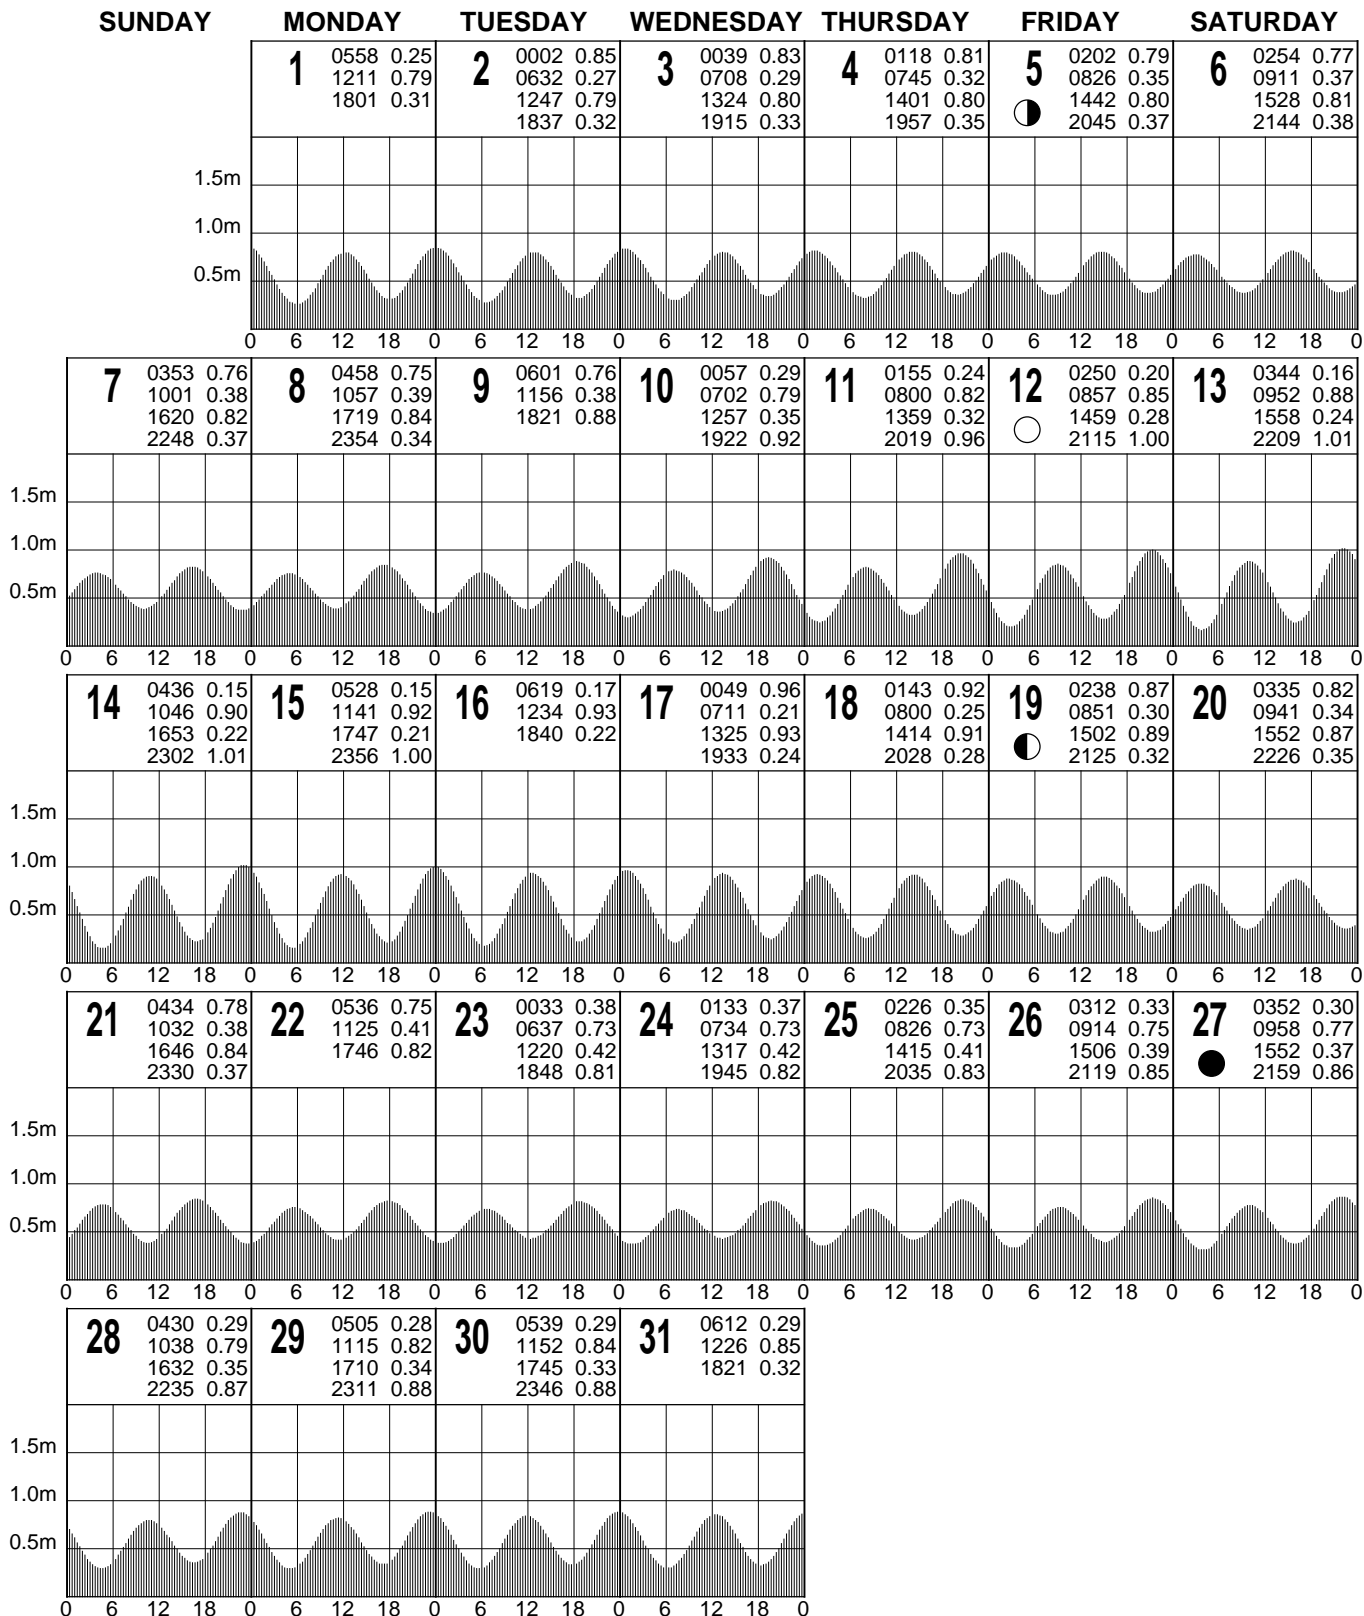 SUNDAY MONDAY TUESDAY WEDNESDAY THURSDAY FRIDAY SATURDAY
1 0558 0.25
1211 0.79
1801 0.31
2 0002 0.85
0632 0.27
1247 0.79
1837 0.32
3 0039 0.83
0708 0.29
1324 0.80
1915 0.33
4 0118 0.81
0745 0.32
1401 0.80
1957 0.35
5 0202 0.79
0826 0.35
1442 0.80
2045 0.37
6 0254 0.77
0911 0.37
1528 0.81
2144 0.38
1.5m
1.0m
0.5m
0 6 12 18 0 6 12 18 0 6 12 18 0 6 12 18 0 6 12 18 0 6 12 18 0
7 0353 0.76
1001 0.38
1620 0.82
2248 0.37
8 0458 0.75
1057 0.39
1719 0.84
2354 0.34
9 0601 0.76
1156 0.38
1821 0.88
10 0057 0.29
0702 0.79
1257 0.35
1922 0.92
11 0155 0.24
0800 0.82
1359 0.32
2019 0.96
12 0250 0.20
0857 0.85
1459 0.28
2115 1.00
13 0344 0.16
0952 0.88
1558 0.24
2209 1.01
1.5m
1.0m
0.5m
0 6 12 18 0 6 12 18 0 6 12 18 0 6 12 18 0 6 12 18 0 6 12 18 0 6 12 18 0
14 0436 0.15
1046 0.90
1653 0.22
2302 1.01
15 0528 0.15
1141 0.92
1747 0.21
2356 1.00
16 0619 0.17
1234 0.93
1840 0.22
17 0049 0.96
0711 0.21
1325 0.93
1933 0.24
18 0143 0.92
0800 0.25
1414 0.91
2028 0.28
19 0238 0.87
0851 0.30
1502 0.89
2125 0.32
20 0335 0.82
0941 0.34
1552 0.87
2226 0.35
1.5m
1.0m
0.5m
0 6 12 18 0 6 12 18 0 6 12 18 0 6 12 18 0 6 12 18 0 6 12 18 0 6 12 18 0
21 0434 0.78
1032 0.38
1646 0.84
2330 0.37
22 0536 0.75
1125 0.41
1746 0.82
23 0033 0.38
0637 0.73
1220 0.42
1848 0.81
24 0133 0.37
0734 0.73
1317 0.42
1945 0.82
25 0226 0.35
0826 0.73
1415 0.41
2035 0.83
26 0312 0.33
0914 0.75
1506 0.39
2119 0.85
27 0352 0.30
0958 0.77
1552 0.37
2159 0.86
1.5m
1.0m
0.5m
0 6 12 18 0 6 12 18 0 6 12 18 0 6 12 18 0 6 12 18 0 6 12 18 0 6 12 18 0
28 0430 0.29
1038 0.79
1632 0.35
2235 0.87
29 0505 0.28
1115 0.82
1710 0.34
2311 0.88
30 0539 0.29
1152 0.84
1745 0.33
2346 0.88
31 0612 0.29
1226 0.85
1821 0.32
1.5m
1.0m
0.5m
0 6 12 18 0 6 12 18 0 6 12 18 0 6 12 18 0